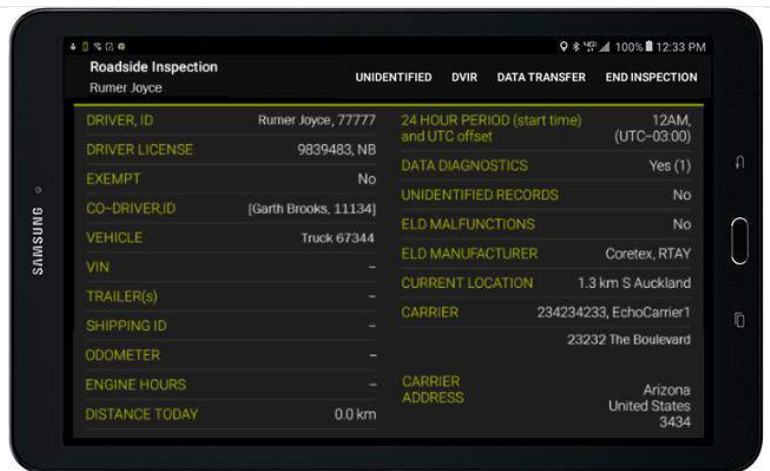 100% 12:33 PM
Roadside Inspection
Rumer Joyce
UNIDENTIFIED DVIR DATA TRANSFER END INSPECTION
DRIVER, ID Rumer Joyce, 77777
DRIVER LICENSE 9839483, NB
EXEMPT No
CO-DRIVER,ID [Garth Brooks, 11134]
VEHICLE Truck 67344
VIN –
TRAILER(s) –
SHIPPING ID –
ODOMETER –
ENGINE HOURS –
DISTANCE TODAY 0.0 km
24 HOUR PERIOD (start time) 12AM,
and UTC offset (UTC-03:00)
DATA DIAGNOSTICS Yes (1)
UNIDENTIFIED RECORDS No
ELD MALFUNCTIONS No
ELD MANUFACTURER Coretex, RTAY
CURRENT LOCATION 1.3 km S Auckland
CARRIER 234234233, EchoCarrier1
23232 The Boulevard
CARRIER
ADDRESS
Arizona
United States
3434
SAMSUNG